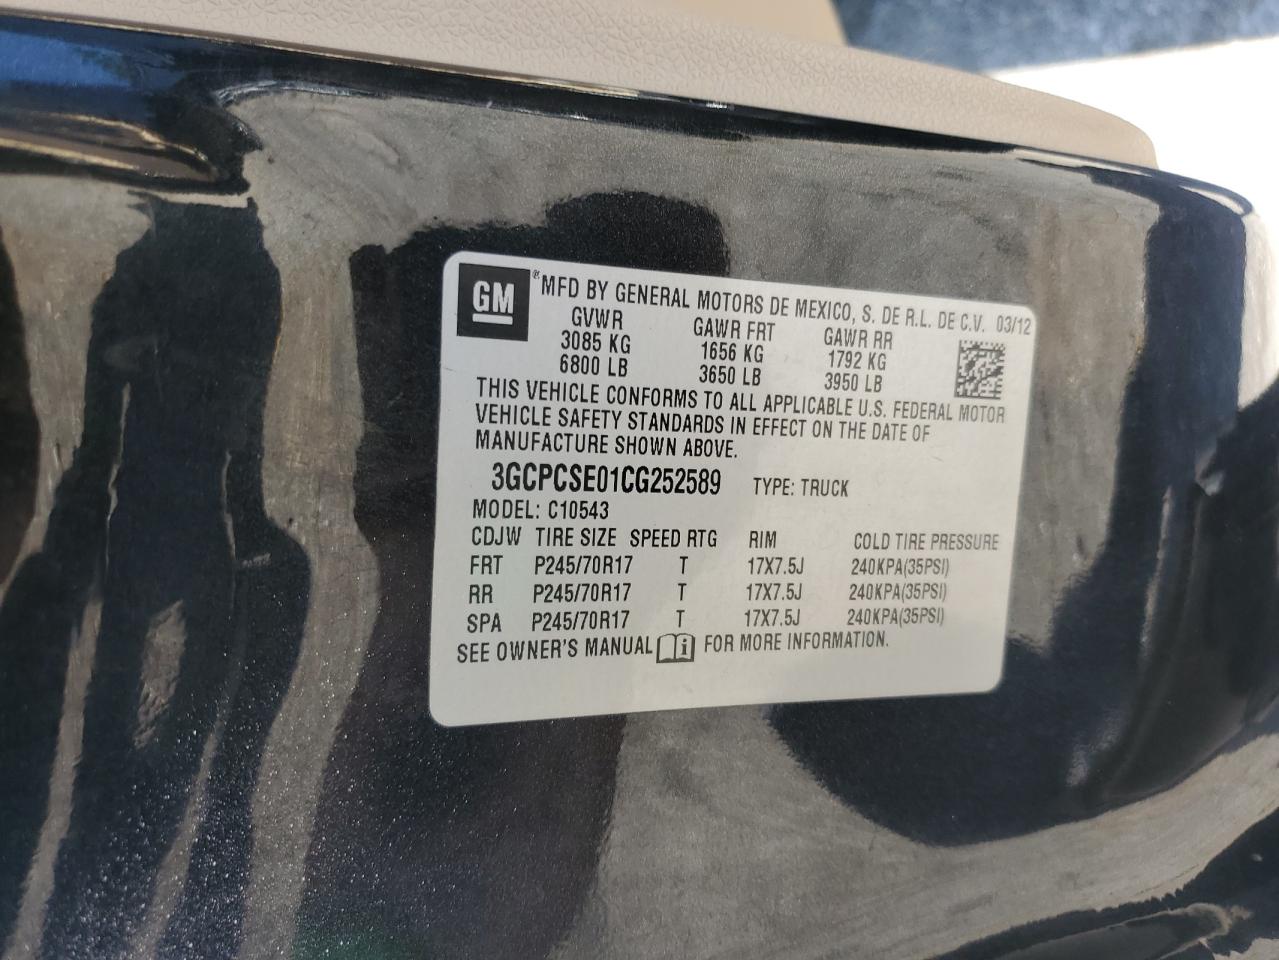 GM ® MFD BY GENERAL MOTORS DE MEXICO, S. DE R.L. DE C.V. 03/12
GVWR GAWR FRT GAWR RR
3085 KG 1656 KG 1792 KG
6800 LB 3650 LB 3950 LB
THIS VEHICLE CONFORMS TO ALL APPLICABLE U.S. FEDERAL MOTOR
VEHICLE SAFETY STANDARDS IN EFFECT ON THE DATE OF
MANUFACTURE SHOWN ABOVE.
3GCPCSE01CG252589 TYPE: TRUCK
MODEL: C10543
CDJW TIRE SIZE SPEED RTG RIM COLD TIRE PRESSURE
FRT P245/70R17 T 17X7.5J 240KPA(35PSI)
RR P245/70R17 T 17X7.5J 240KPA(35PSI)
SPA P245/70R17 T 17X7.5J 240KPA(35PSI)
SEE OWNER'S MANUAL i FOR MORE INFORMATION.